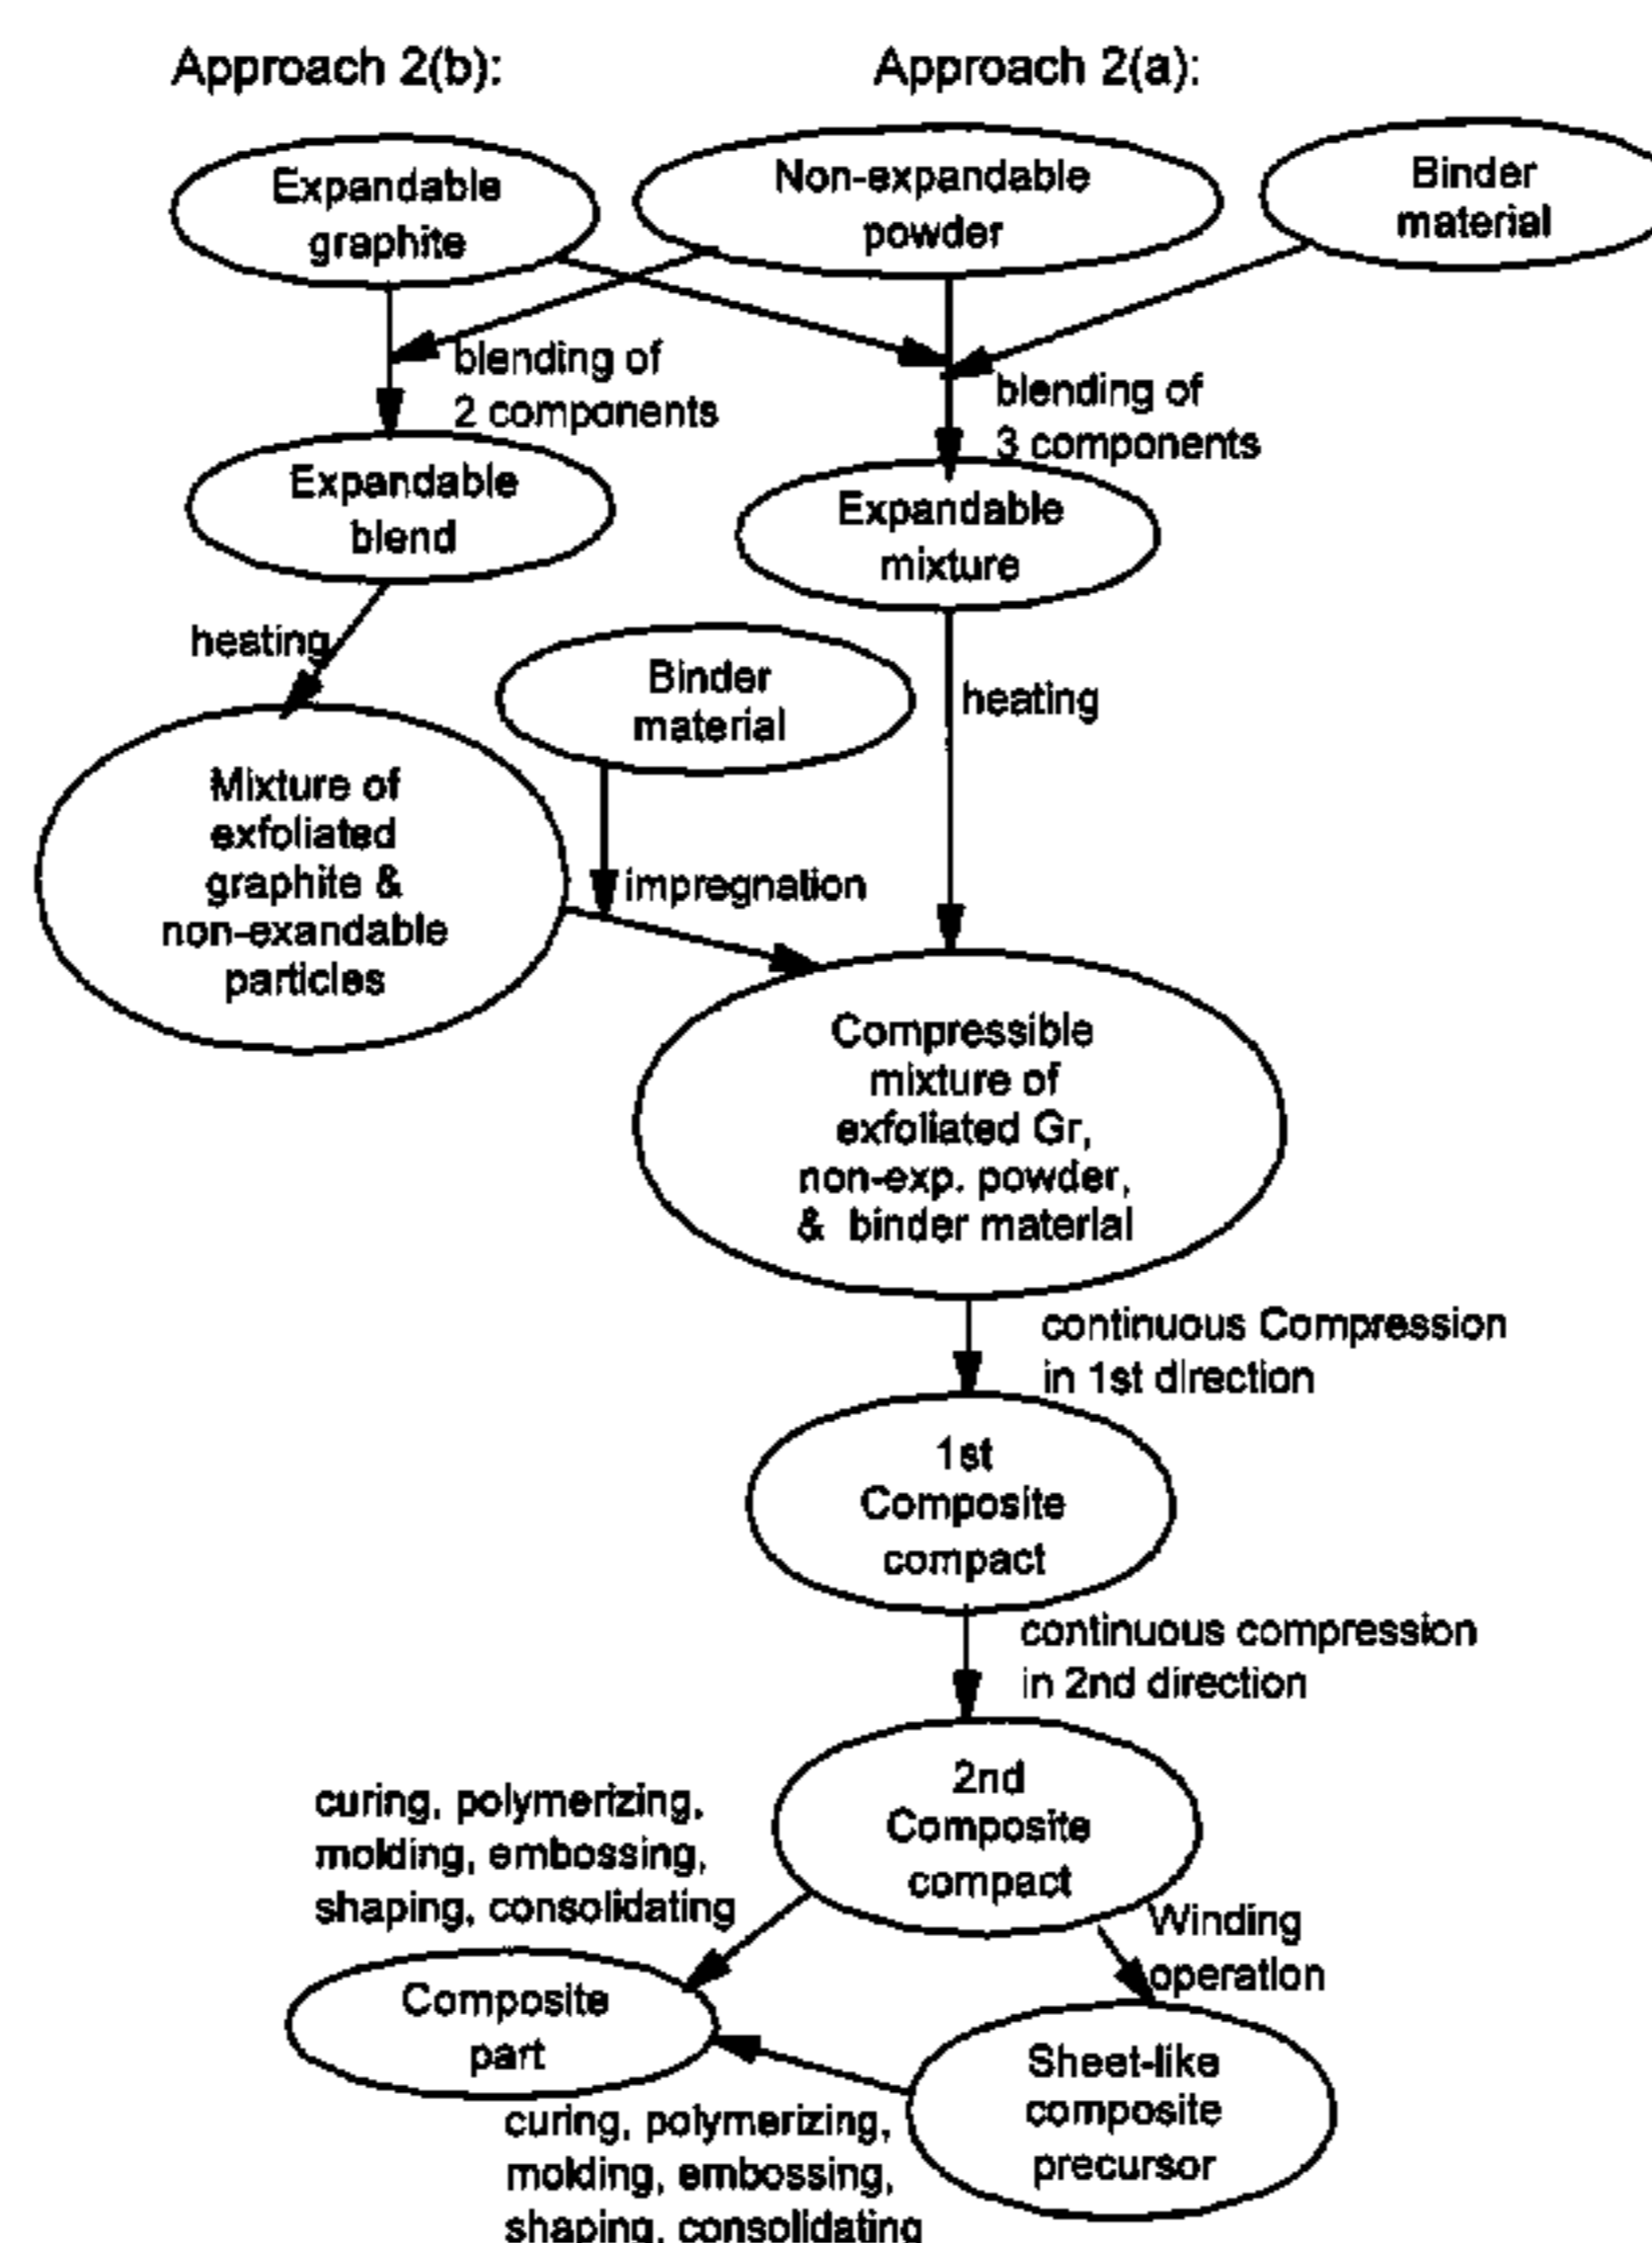 Approach 2(b):
Approach 2(a):
Expandable
graphite
Non-expandable
powder
Binder
material
blending of
2 components
blending of
3 components
Expandable
blend
Expandable
mixture
heating
Binder
material
heating
Mixture of
exfoliated
graphite &
non-exandable
particles
impregnation
Compressible
mixture of
exfoliated Gr,
non-exp. powder,
& binder material
continuous Compression
in 1st direction
1st
Composite
compact
continuous compression
in 2nd direction
2nd
Composite
compact
curing, polymerizing,
molding, embossing,
shaping, consolidating
Winding
operation
Composite
part
Sheet-like
composite
precursor
curing, polymerizing,
molding, embossing,
shaping, consolidating